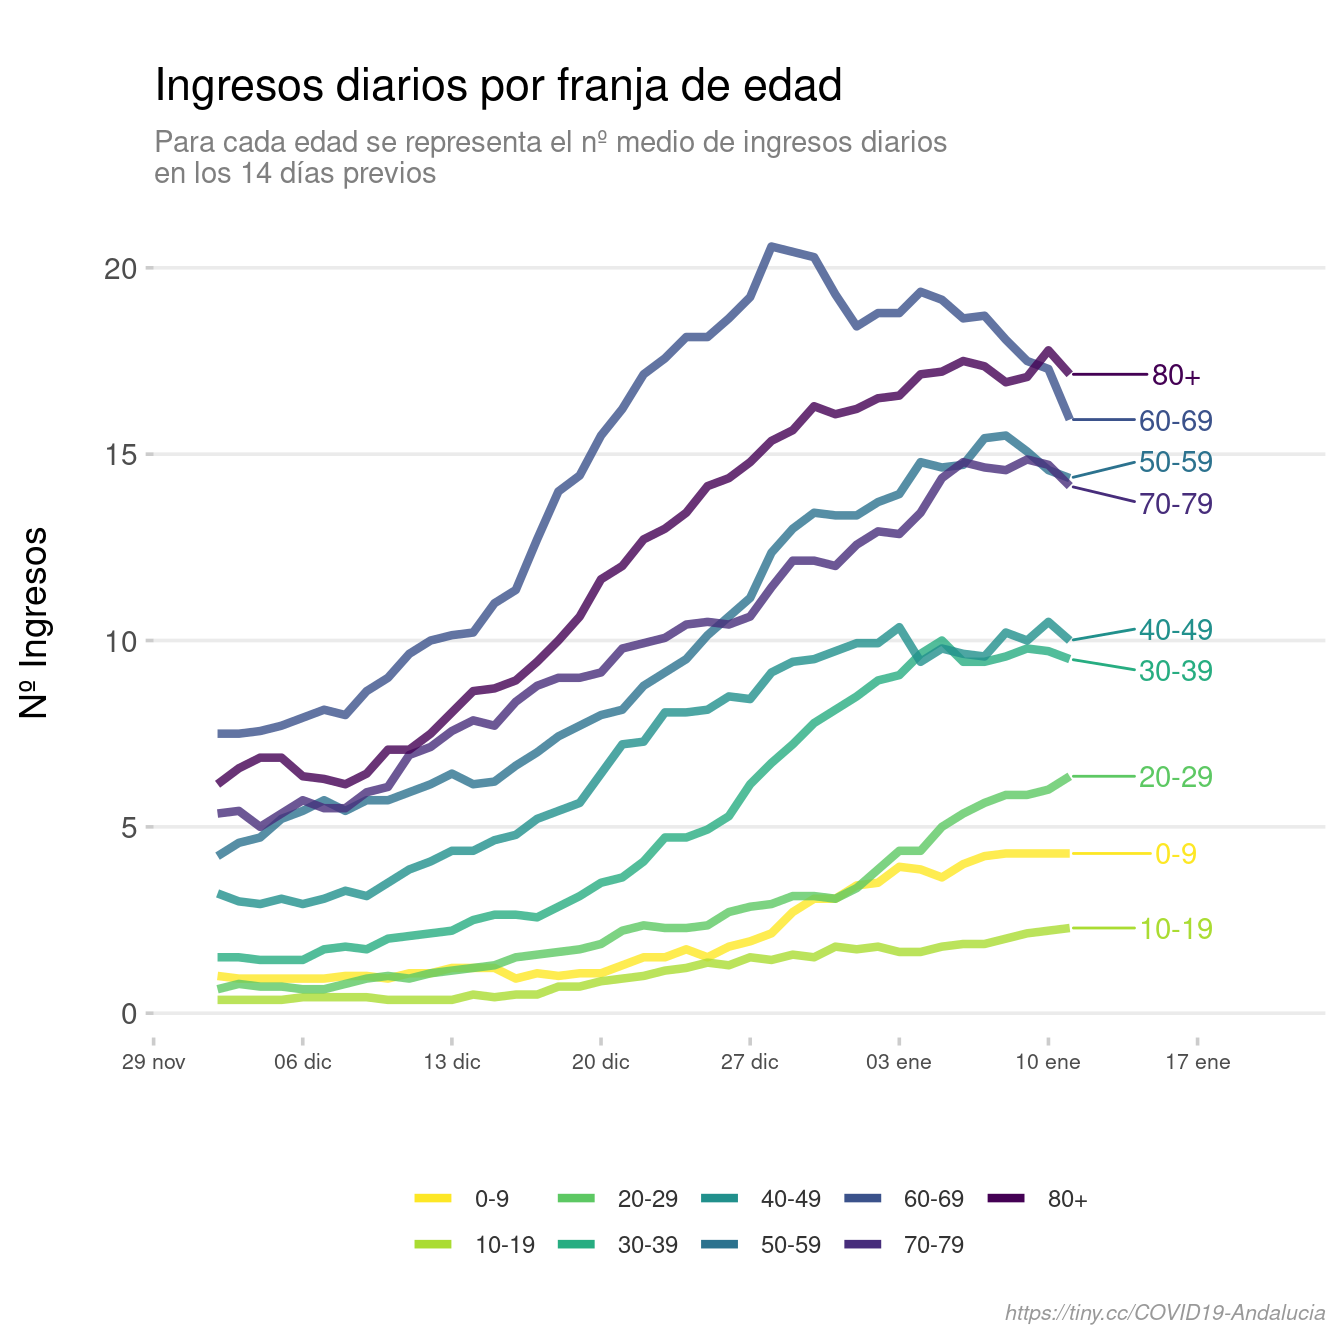 Ingresos diarios por franja de edad
Para cada edad se representa el nº medio de ingresos diarios
en los 14 días previos
Nº Ingresos
20
15
10
5
0
80+
60-69
50-59
70-79
40-49
30-39
20-29
0-9
10-19
29 nov 06 dic 13 dic 20 dic 27 dic 03 ene 10 ene 17 ene
0-9 20-29 40-49 60-69 80+
10-19 30-39 50-59 70-79
https://tiny.cc/COVID19-Andalucia